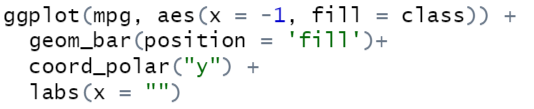 ggplot(mpg, aes(x = -1, fill = class)) +
  geom_bar(position = 'fill')+
  coord_polar("y") +
  labs(x = "")